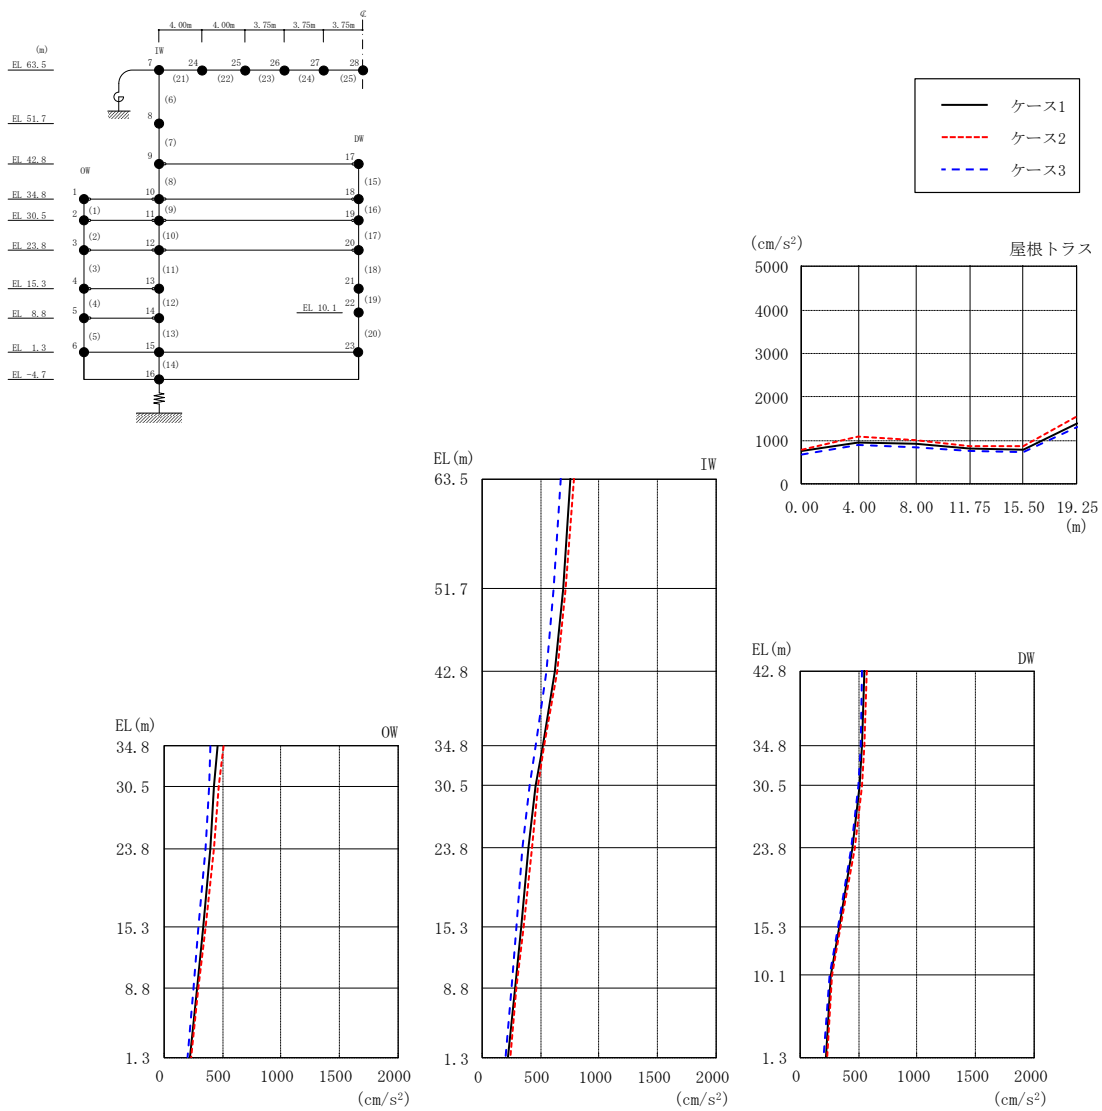 ℄
4.00m 4.00m 3.75m 3.75m 3.75m
(m) IW
EL 63.5 7 24 25 26 27 28
(21) (22) (23) (24) (25)
(6)
EL 51.7 8
(7) DW
EL 42.8 9 17
OW (8) (15)
EL 34.8 1 10 18
(1) (9) (16)
EL 30.5 2 11 19
(2) (10) (17)
EL 23.8 3 12 20
(3) (11) (18)
EL 15.3 4 13 21
(4) (12) (19)
EL 10.1 22
EL 8.8 5 14
(5) (13) (20)
EL 1.3 6 15 23
(14)
EL -4.7 16
ケース1
ケース2
ケース3
(cm/s²) 屋根トラス
5000
4000
3000
2000
1000
0
0.00 4.00 8.00 11.75 15.50 19.25
(m)
EL(m) IW
63.5
51.7
42.8
34.8
30.5
23.8
15.3
8.8
1.3
0 500 1000 1500 2000
(cm/s²)
EL(m) OW
34.8
30.5
23.8
15.3
8.8
1.3
0 500 1000 1500 2000
(cm/s²)
EL(m) DW
42.8
34.8
30.5
23.8
15.3
10.1
1.3
0 500 1000 1500 2000
(cm/s²)